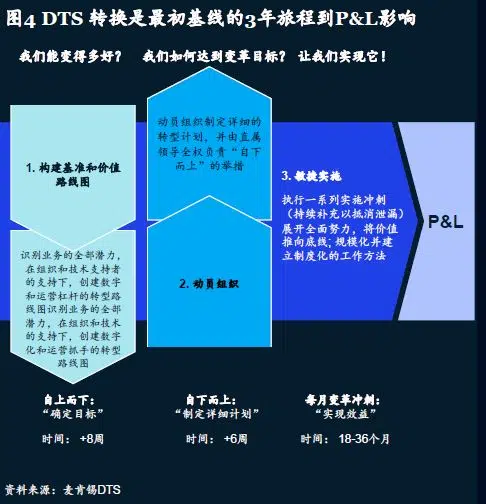 图4 DTS 转换是最初基线的3年旅程到P&L影响
我们能变得多好？
我们如何达到变革目标？
让我们实现它！
1. 构建基准和价值
路线图
识别业务的全部潜力，
在组织和技术支持者
的支持下，创建数字
和运营杠杆的转型路
线图识别业务的全部
潜力，在组织和技术
的支持下，创建数字
化和运营抓手的转型
路线图
动员组织制定详细的
转型计划，并由直属
领导全权负责“自下
而上”的举措
2. 动员组织
3. 敏捷实施
执行一系列实施冲刺
（持续补充以抵消泄漏）
展开全面努力，将价值
推向底线；规模化并建
立制度化的工作方法
P&L
自上而下：
“确定目标”
时间： +8周
自下而上：
“制定详细计划”
时间： +6周
每月变革冲刺：
“实现效益”
时间： 18-36个月
资料来源：麦肯锡DTS